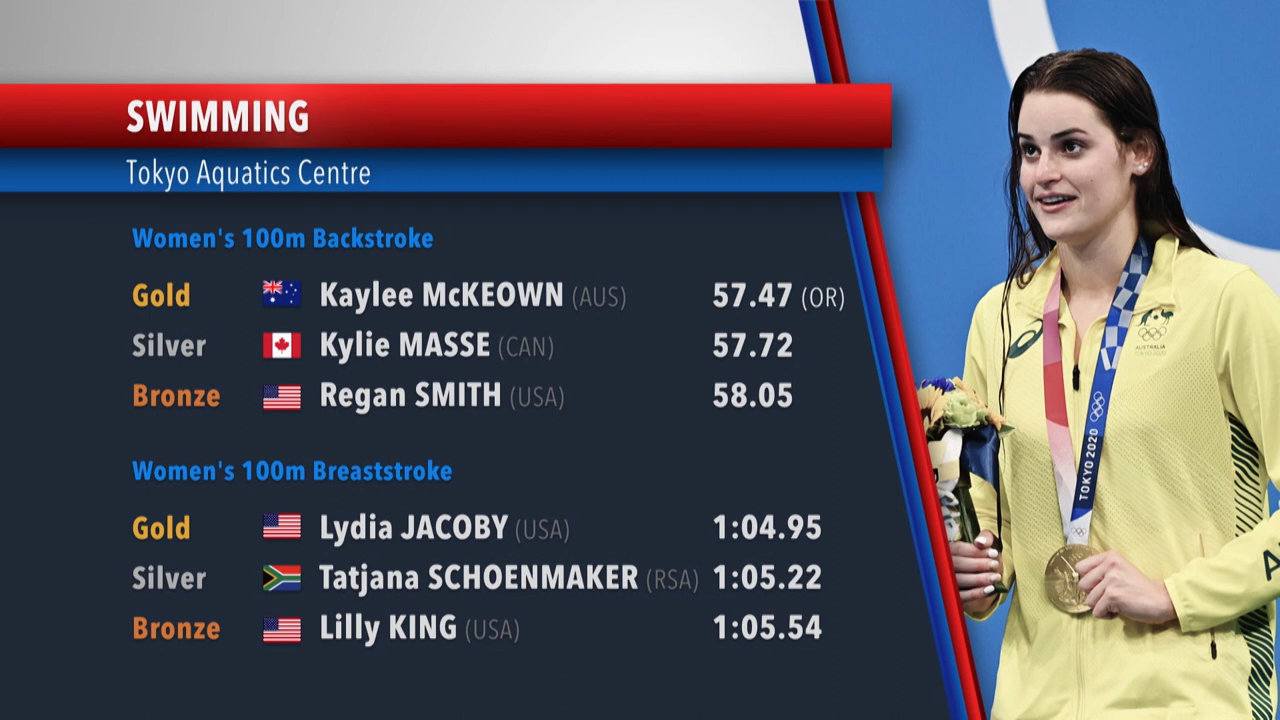 SWIMMING
Tokyo Aquatics Centre
Women's 100m Backstroke
Gold Kaylee McKEOWN (AUS) 57.47 (OR)
Silver Kylie MASSE (CAN) 57.72
Bronze Regan SMITH (USA) 58.05
Women's 100m Breaststroke
Gold Lydia JACOBY (USA) 1:04.95
Silver Tatjana SCHOENMAKER (RSA) 1:05.22
Bronze Lilly KING (USA) 1:05.54
AUSTRALIA
TOKYO 2020
TOKYO 2020
A